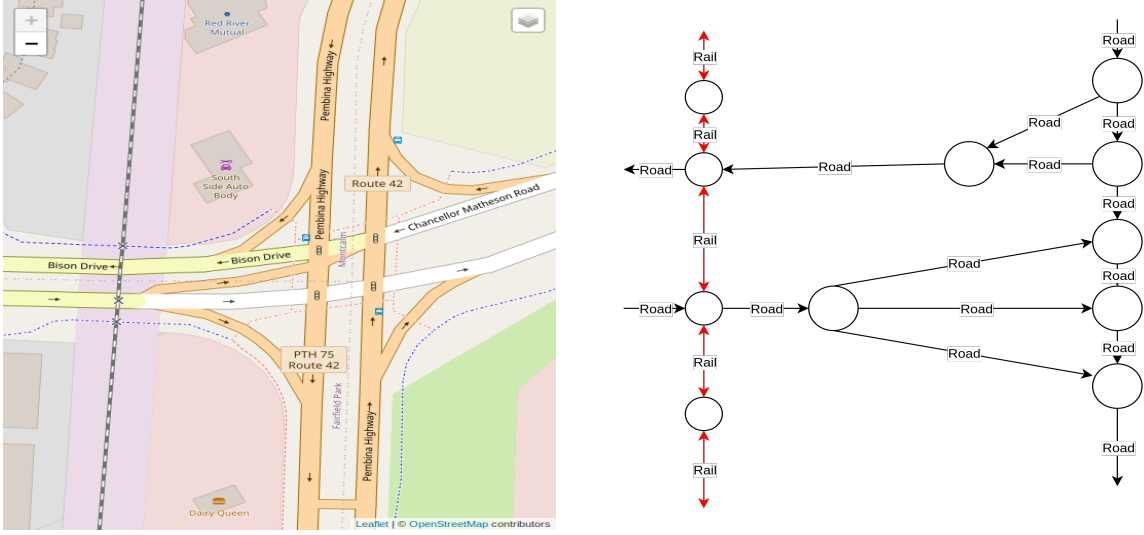 +
−
Red River
Mutual
Pembina Highway
South
Side Auto
Body
Pembina Highway
Route 42
Chancellor Matheson Road
Montcalm
Bison Drive
Bison Drive
PTH 75
Route 42
Fairfield Park
Pembina Highway
Dairy Queen
Leaflet | © OpenStreetMap contributors
Road
Rail
Road
Rail
Road
Road
Road
Road
Road
Rail
Road
Road
Road
Road
Road
Road
Rail
Road
Road
Road
Rail